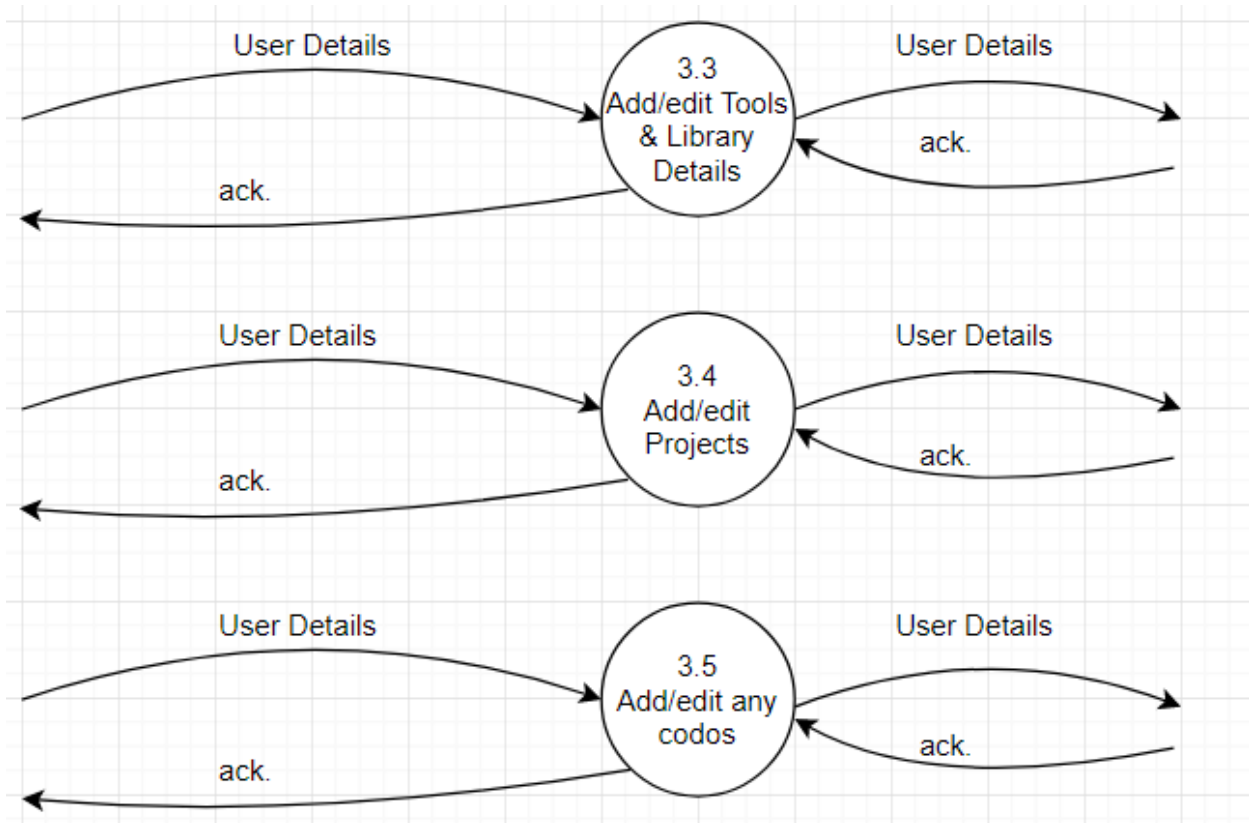 User Details
User Details
3.3
Add/edit Tools
& Library
Details
ack.
ack.
User Details
User Details
3.4
Add/edit
Projects
ack.
ack.
User Details
User Details
3.5
Add/edit any
codos
ack.
ack.